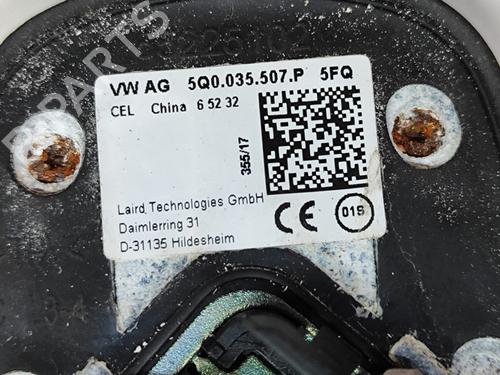 VW AG 5Q0.035.507.P 5FQ
CEL China 6 52 32
355/17
Laird Technologies GmbH
Daimlerring 31
D-31135 Hildesheim
CE 019